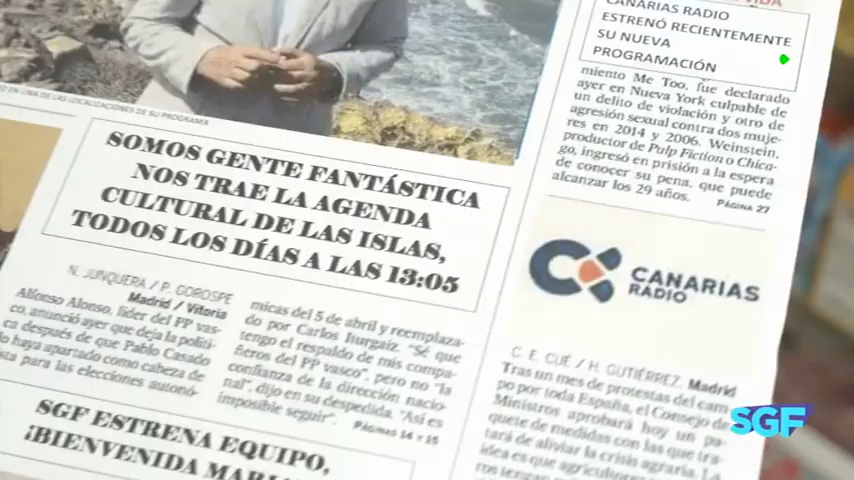 EN UNA DE LAS LOCALIZACIONES DE SU PROGRAMA
SOMOS GENTE FANTÁSTICA
NOS TRAE LA AGENDA
CULTURAL DE LAS ISLAS,
TODOS LOS DÍAS A LAS 13:05
N. JUNQUERA / P. GOROSPE
Madrid / Vitoria
Alfonso Alonso, líder del PP vas-
co, anunció ayer que deja la políti-
ca después de que Pablo Casado
lo haya apartado como cabeza de
lista para las elecciones autonó-
micas del 5 de abril y reemplaza-
do por Carlos Iturgaiz. "Sé que
tengo el respaldo de mis compa-
ñeros del PP vasco", pero no "la
confianza de la dirección nacio-
nal", dijo en su despedida. "Así es
imposible seguir".
PÁGINAS 14 Y 15
SGF ESTRENA EQUIPO,
¡BIENVENIDA
CANARIAS RADIO
ESTRENÓ RECIENTEMENTE
SU NUEVA
PROGRAMACIÓN
miento Me Too, fue declarado
ayer en Nueva York culpable de
un delito de violación y otro de
agresión sexual contra dos muje-
res en 2014 y 2006. Weinstein,
productor de Pulp Fiction o Chica-
go, ingresó en prisión a la espera
de conocer su pena, que puede
alcanzar los 29 años.
PÁGINA 27
CANARIAS
RADIO
C. E. CUÉ / H. GUTIÉRREZ, Madrid
Tras un mes de protestas del cam-
po por toda España, el Consejo de
Ministros aprobará hoy un pa-
quete de medidas con las que tra-
tará de aliviar la crisis agraria. La
idea es que
ros tengan
SGF